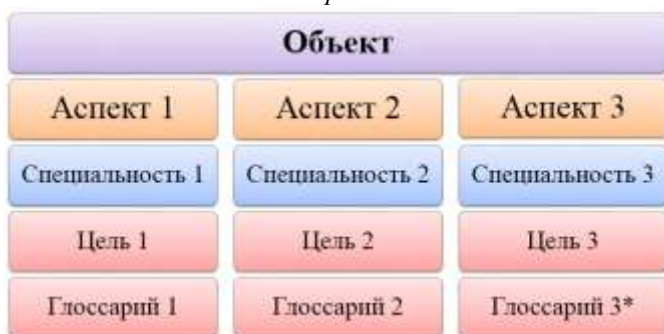 Объект
Аспект 1 Аспект 2 Аспект 3
Специальность 1 Специальность 2 Специальность 3
Цель 1 Цель 2 Цель 3
Глоссарий 1 Глоссарий 2 Глоссарий 3*